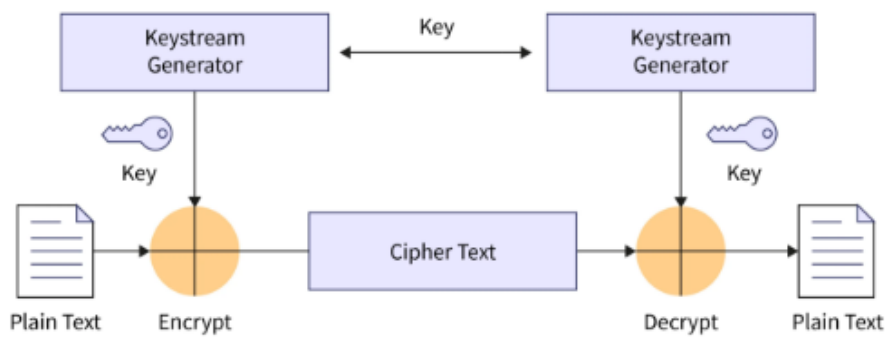 Keystream
Generator
Key
Keystream
Generator
Key
Key
Cipher Text
Plain Text
Encrypt
Decrypt
Plain Text